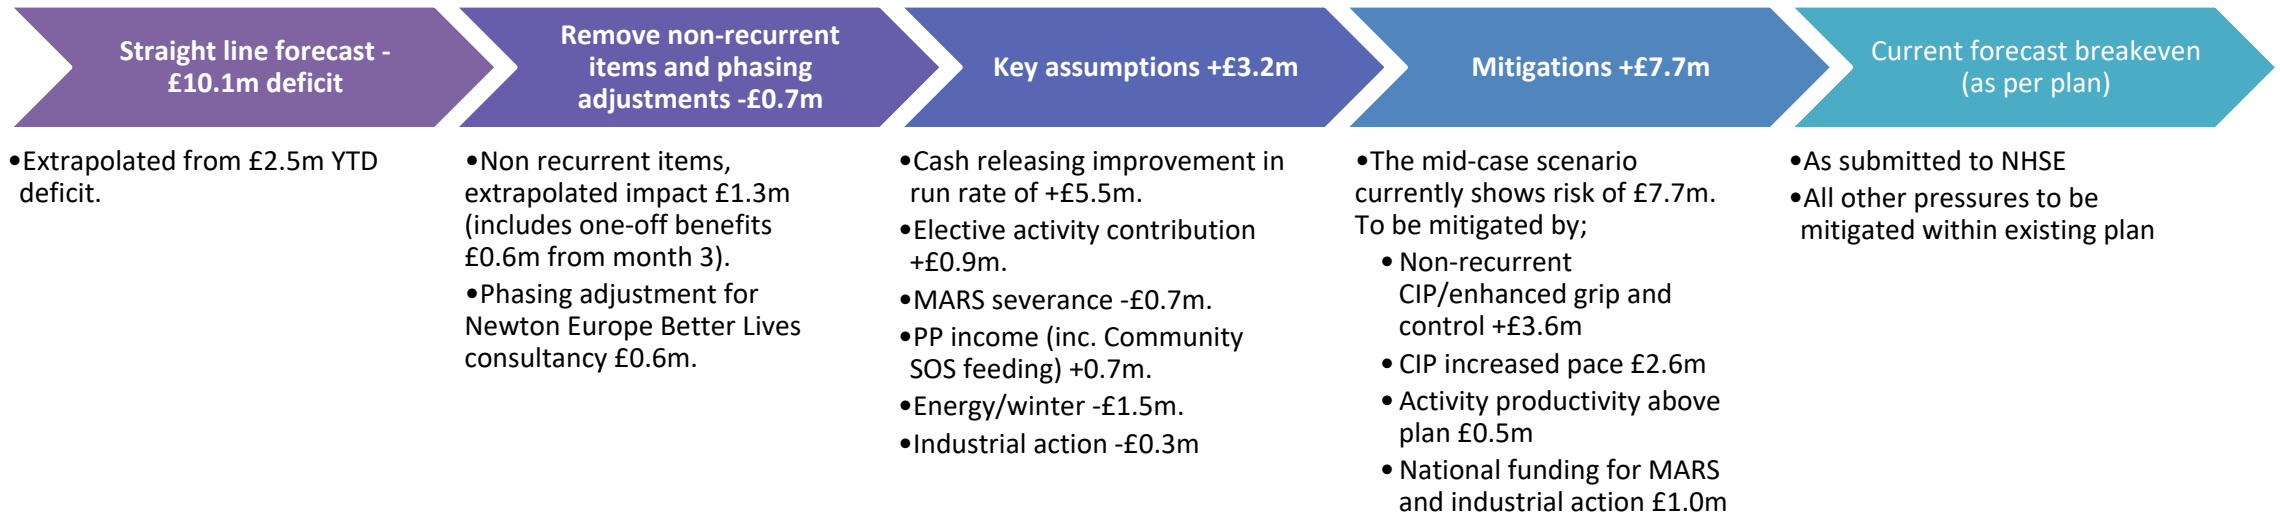 Straight line forecast -
£10.1m deficit
Remove non-recurrent
items and phasing
adjustments -£0.7m
Key assumptions +£3.2m
Mitigations +£7.7m
Current forecast breakeven
(as per plan)
•Extrapolated from £2.5m YTD
deficit.
•Non recurrent items,
extrapolated impact £1.3m
(includes one-off benefits
£0.6m from month 3).
•Phasing adjustment for
Newton Europe Better Lives
consultancy £0.6m.
•Cash releasing improvement in
run rate of +£5.5m.
•Elective activity contribution
+£0.9m.
•MARS severance -£0.7m.
•PP income (inc. Community
SOS feeding) +0.7m.
•Energy/winter -£1.5m.
•Industrial action -£0.3m
•The mid-case scenario
currently shows risk of £7.7m.
To be mitigated by;
•Non-recurrent
CIP/enhanced grip and
control +£3.6m
•CIP increased pace £2.6m
•Activity productivity above
plan £0.5m
•National funding for MARS
and industrial action £1.0m
•As submitted to NHSE
•All other pressures to be
mitigated within existing plan